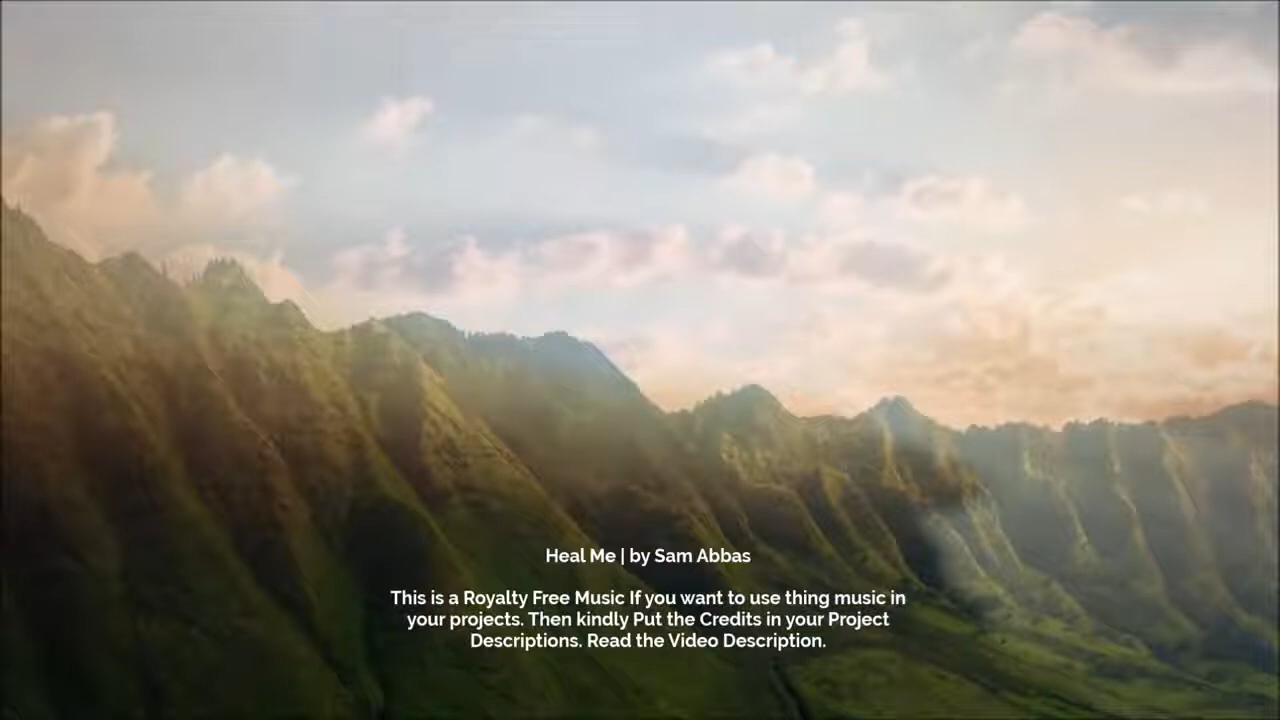 Heal Me | by Sam Abbas
This is a Royalty Free Music If you want to use thing music in
your projects. Then kindly Put the Credits in your Project
Descriptions. Read the Video Description.